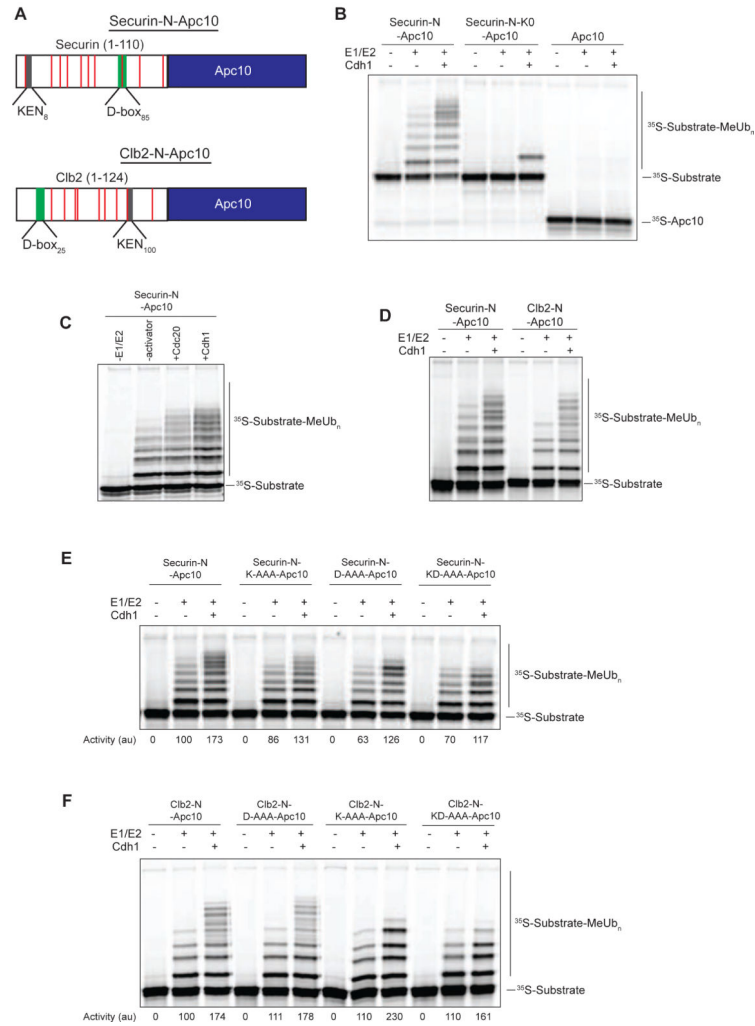 A
Securin-N-Apc10
Securin (1-110)
Apc10
KEN8
D-box85
Clb2-N-Apc10
Clb2 (1-124)
Apc10
D-box25
KEN100
B
Securin-N
-Apc10
Securin-N-K0
-Apc10
Apc10
E1/E2 - + + - + + - + +
Cdh1 - - + - - + - - +
35S-Substrate-MeUbn
35S-Substrate
35S-Apc10
C
Securin-N
-Apc10
-E1/E2
-activator
+Cdc20
+Cdh1
35S-Substrate-MeUbn
35S-Substrate
D
Securin-N
-Apc10
Clb2-N
-Apc10
E1/E2 - + + - + +
Cdh1 - - + - - +
35S-Substrate-MeUbn
35S-Substrate
E
Securin-N
-Apc10
Securin-N-
K-AAA-Apc10
Securin-N-
D-AAA-Apc10
Securin-N-
KD-AAA-Apc10
E1/E2 - + + - + + - + + - + +
Cdh1 - - + - - + - - + - - +
35S-Substrate-MeUbn
35S-Substrate
Activity (au) 0 100 173 0 86 131 0 63 126 0 70 117
F
Clb2-N
-Apc10
Clb2-N-
D-AAA-Apc10
Clb2-N-
K-AAA-Apc10
Clb2-N-
KD-AAA-Apc10
E1/E2 - + + - + + - + + - + +
Cdh1 - - + - - + - - + - - +
35S-Substrate-MeUbn
35S-Substrate
Activity (au) 0 100 174 0 111 178 0 110 230 0 110 161